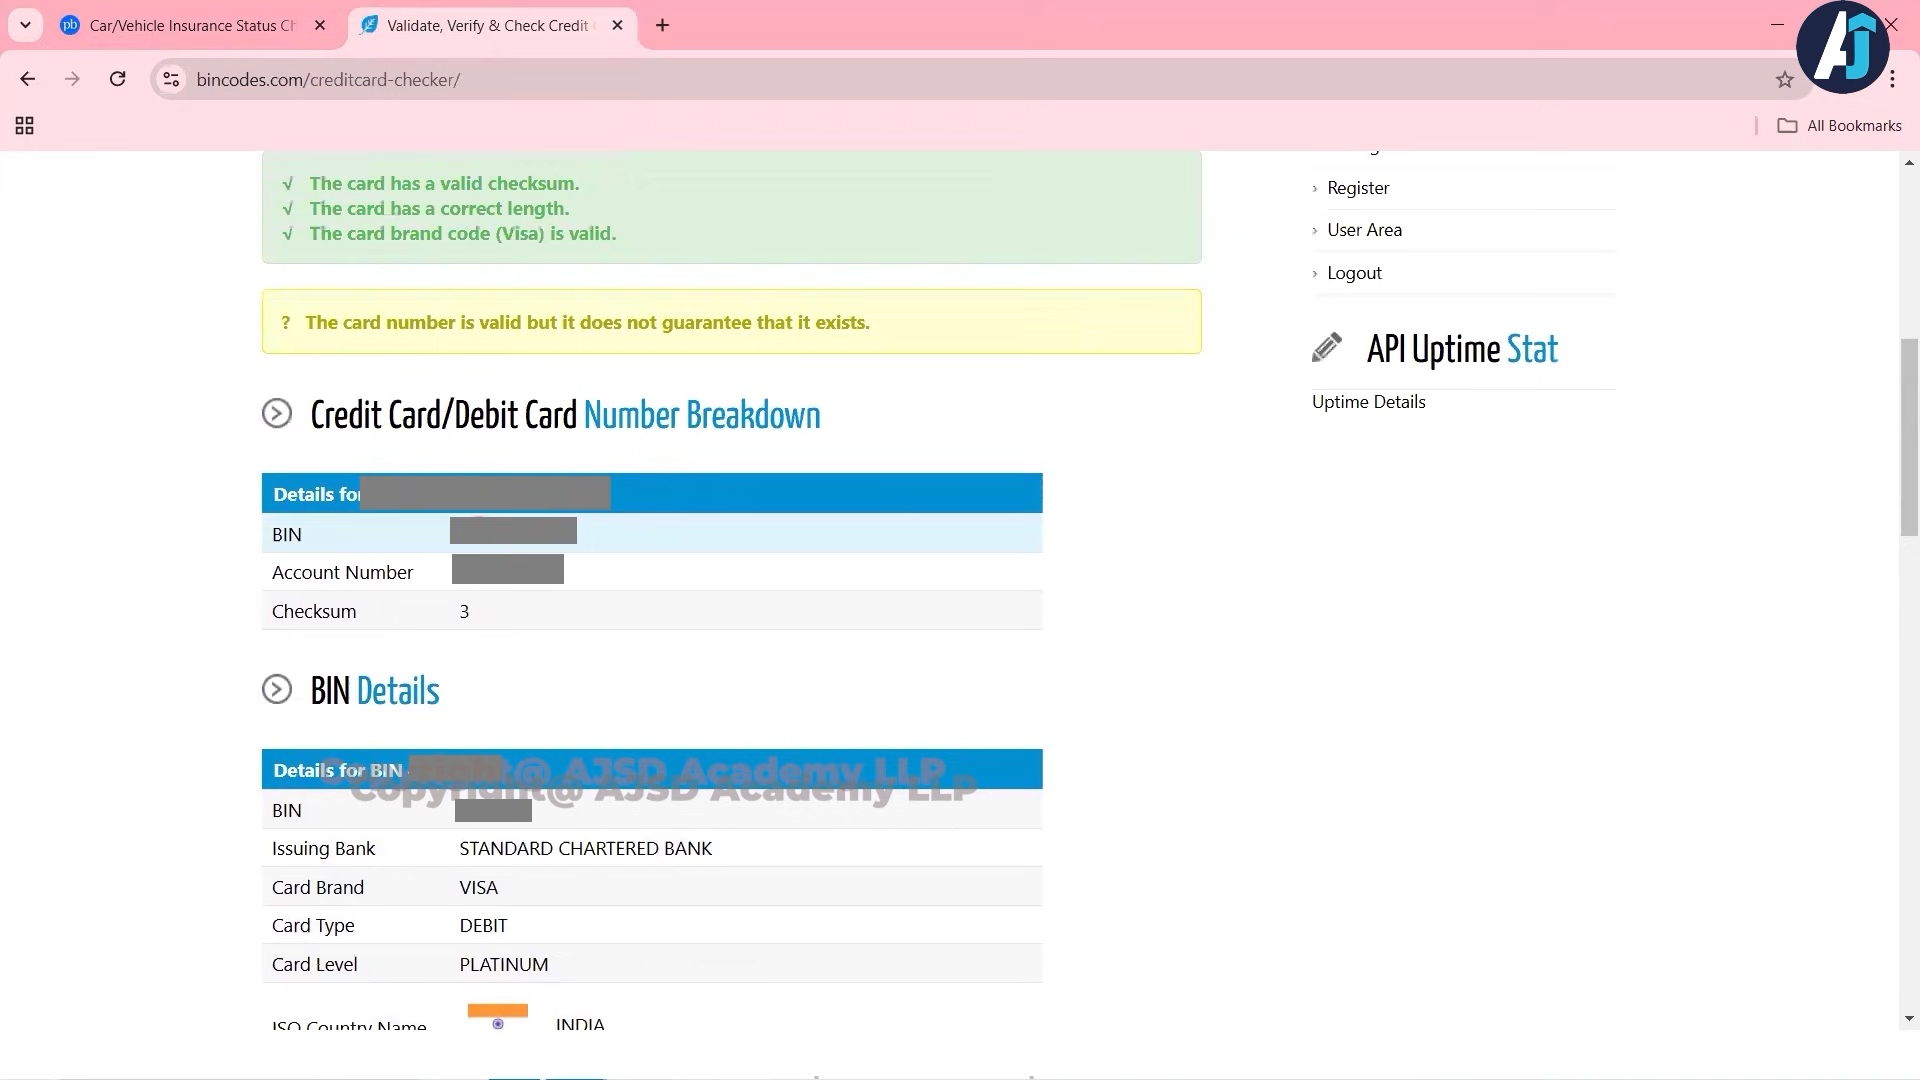 pb Car/Vehicle Insurance Status Ch
Validate, Verify & Check Credit
AJ
bincodes.com/creditcard-checker/
All Bookmarks
√ The card has a valid checksum.
√ The card has a correct length.
√ The card brand code (Visa) is valid.
? The card number is valid but it does not guarantee that it exists.
Credit Card/Debit Card Number Breakdown
Details for
BIN
Account Number
Checksum 3
BIN Details
Details for BIN
Copyright@ AJSD Academy LLP
BIN
Issuing Bank STANDARD CHARTERED BANK
Card Brand VISA
Card Type DEBIT
Card Level PLATINUM
ISO Country Name INDIA
› Register
› User Area
› Logout
API Uptime Stat
Uptime Details